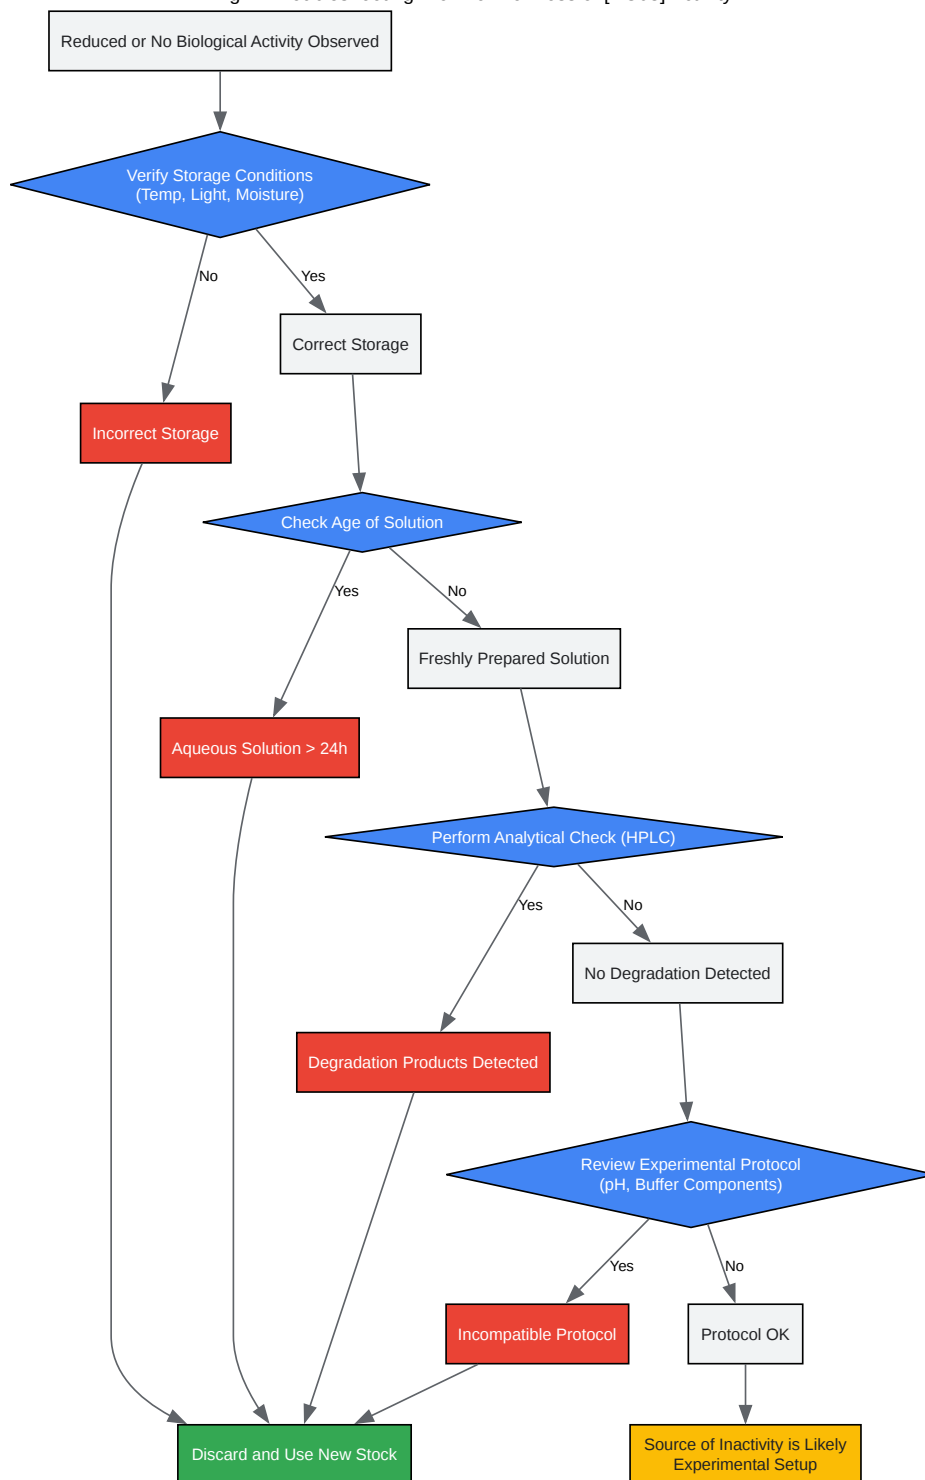 Reduced or No Biological Activity Observed
Verify Storage Conditions
(Temp, Light, Moisture)
No
Yes
Correct Storage
Incorrect Storage
Check Age of Solution
Yes
No
Freshly Prepared Solution
Aqueous Solution > 24h
Perform Analytical Check (HPLC)
Yes
No
No Degradation Detected
Degradation Products Detected
Review Experimental Protocol
(pH, Buffer Components)
Yes
No
Incompatible Protocol
Protocol OK
Discard and Use New Stock
Source of Inactivity is Likely
Experimental Setup